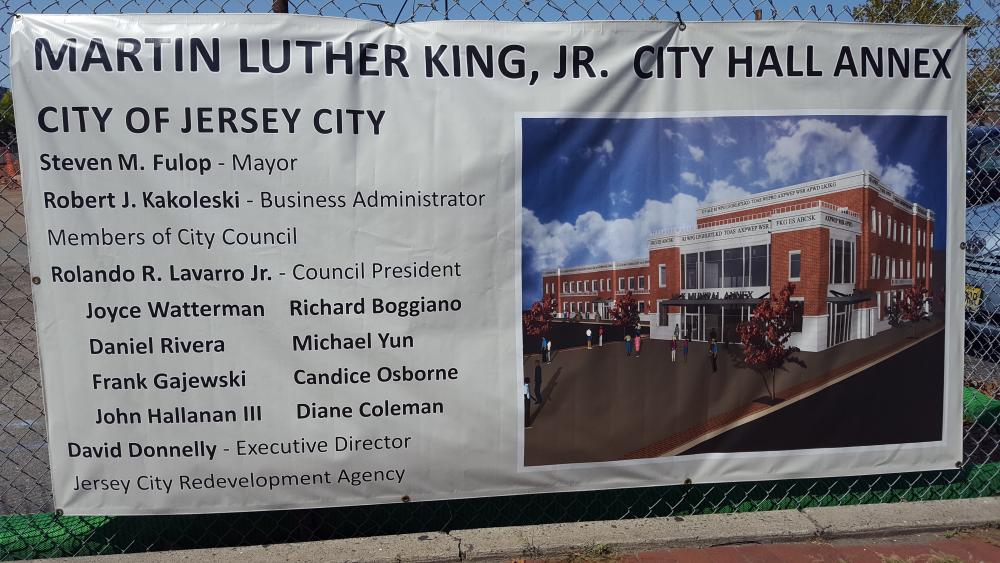 MARTIN LUTHER KING, JR. CITY HALL ANNEX
CITY OF JERSEY CITY
Steven M. Fulop - Mayor
Robert J. Kakoleski - Business Administrator
Members of City Council
Rolando R. Lavarro Jr. - Council President
Joyce Watterman Richard Boggiano
Daniel Rivera Michael Yun
Frank Gajewski Candice Osborne
John Hallanan III Diane Coleman
David Donnelly - Executive Director
Jersey City Redevelopment Agency
ANNEX